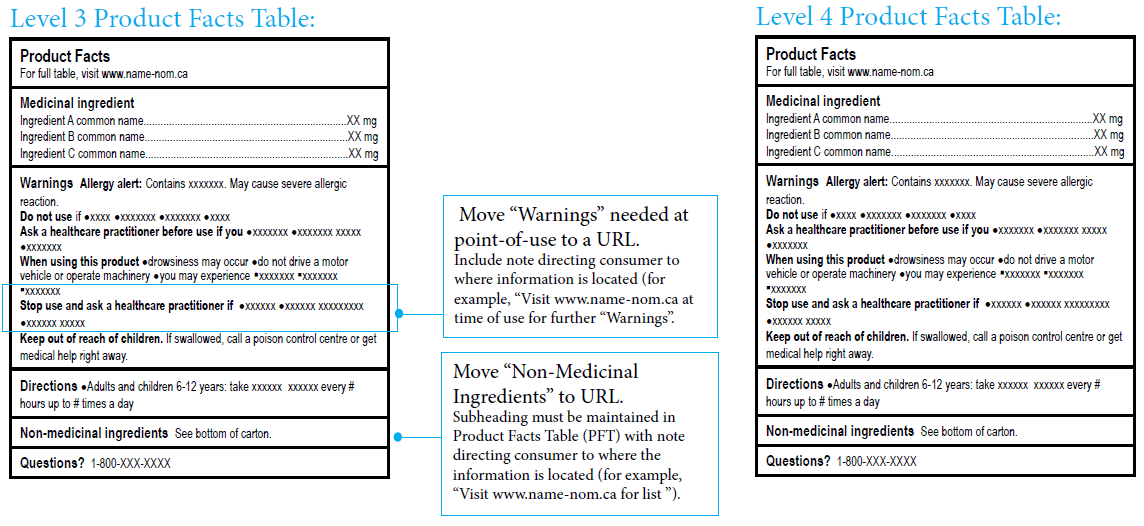 Level 3 Product Facts Table:
Product Facts
For full table, visit www.name-nom.ca
Medicinal ingredient
Ingredient A common name..............................................................XX mg
Ingredient B common name..............................................................XX mg
Ingredient C common name..............................................................XX mg
Warnings Allergy alert: Contains xxxxxxx. May cause severe allergic
reaction.
Do not use if ●xxxx ●xxxxxxx ●xxxxxxx ●xxxx
Ask a healthcare practitioner before use if you ●xxxxxxx ●xxxxxxx xxxxx
●xxxxxxx
When using this product ●drowsiness may occur ●do not drive a motor
vehicle or operate machinery ●you may experience ▪xxxxxxx ▪xxxxxxx
▪xxxxxxx
Stop use and ask a healthcare practitioner if ●xxxxxx ●xxxxxx xxxxxxxxx
●xxxxxx xxxxx
Keep out of reach of children. If swallowed, call a poison control centre or get
medical help right away.
Directions ●Adults and children 6-12 years: take xxxxxx xxxxxx every #
hours up to # times a day
Non-medicinal ingredients See bottom of carton.
Questions? 1-800-XXX-XXXX
Move “Warnings” needed at
point-of-use to a URL.
Include note directing consumer to
where information is located (for
example, “Visit www.name-nom.ca at
time of use for further “Warnings”.
Move “Non-Medicinal
Ingredients” to URL.
Subheading must be maintained in
Product Facts Table (PFT) with note
directing consumer to where the
information is located (for example,
“Visit www.name-nom.ca for list ”).
Level 4 Product Facts Table:
Product Facts
For full table, visit www.name-nom.ca
Medicinal ingredient
Ingredient A common name..............................................................XX mg
Ingredient B common name..............................................................XX mg
Ingredient C common name..............................................................XX mg
Warnings Allergy alert: Contains xxxxxxx. May cause severe allergic
reaction.
Do not use if ●xxxx ●xxxxxxx ●xxxxxxx ●xxxx
Ask a healthcare practitioner before use if you ●xxxxxxx ●xxxxxxx xxxxx
●xxxxxxx
When using this product ●drowsiness may occur ●do not drive a motor
vehicle or operate machinery ●you may experience ▪xxxxxxx ▪xxxxxxx
▪xxxxxxx
Stop use and ask a healthcare practitioner if ●xxxxxx ●xxxxxx xxxxxxxxx
●xxxxxx xxxxx
Keep out of reach of children. If swallowed, call a poison control centre or get
medical help right away.
Directions ●Adults and children 6-12 years: take xxxxxx xxxxxx every #
hours up to # times a day
Non-medicinal ingredients See bottom of carton.
Questions? 1-800-XXX-XXXX